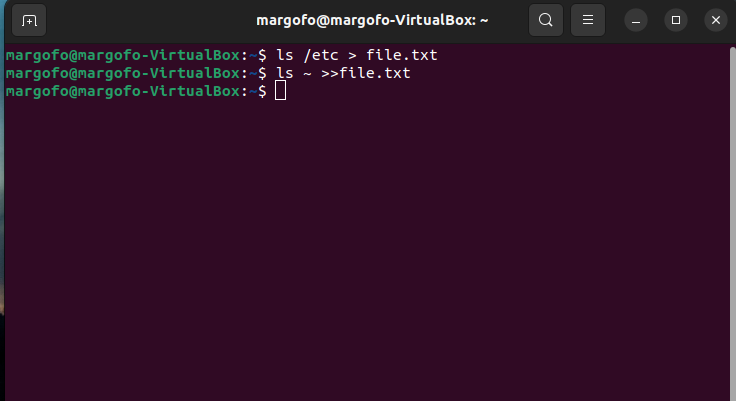 margofo@margofo-VirtualBox: ~
margofo@margofo-VirtualBox:~$ ls /etc > file.txt
margofo@margofo-VirtualBox:~$ ls ~ >>file.txt
margofo@margofo-VirtualBox:~$